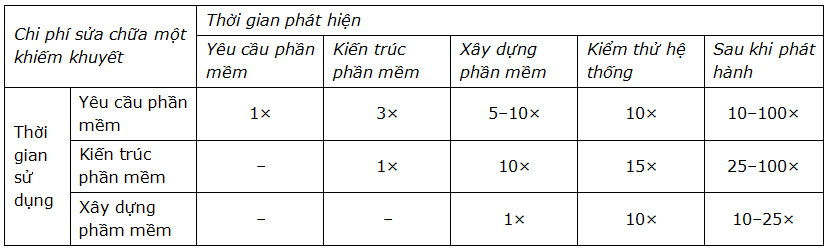 Chi phí sửa chữa một
khiếm khuyết
Thời gian phát hiện
Yêu cầu phần
mềm
Kiến trúc
phần mềm
Xây dựng
phần mềm
Kiểm thử hệ
thống
Sau khi phát
hành
Thời
gian
sử
dụng
Yêu cầu phần
mềm
1×
3×
5–10×
10×
10–100×
Kiến trúc
phần mềm
–
1×
10×
15×
25–100×
Xây dựng
phầm mềm
–
–
1×
10×
10–25×